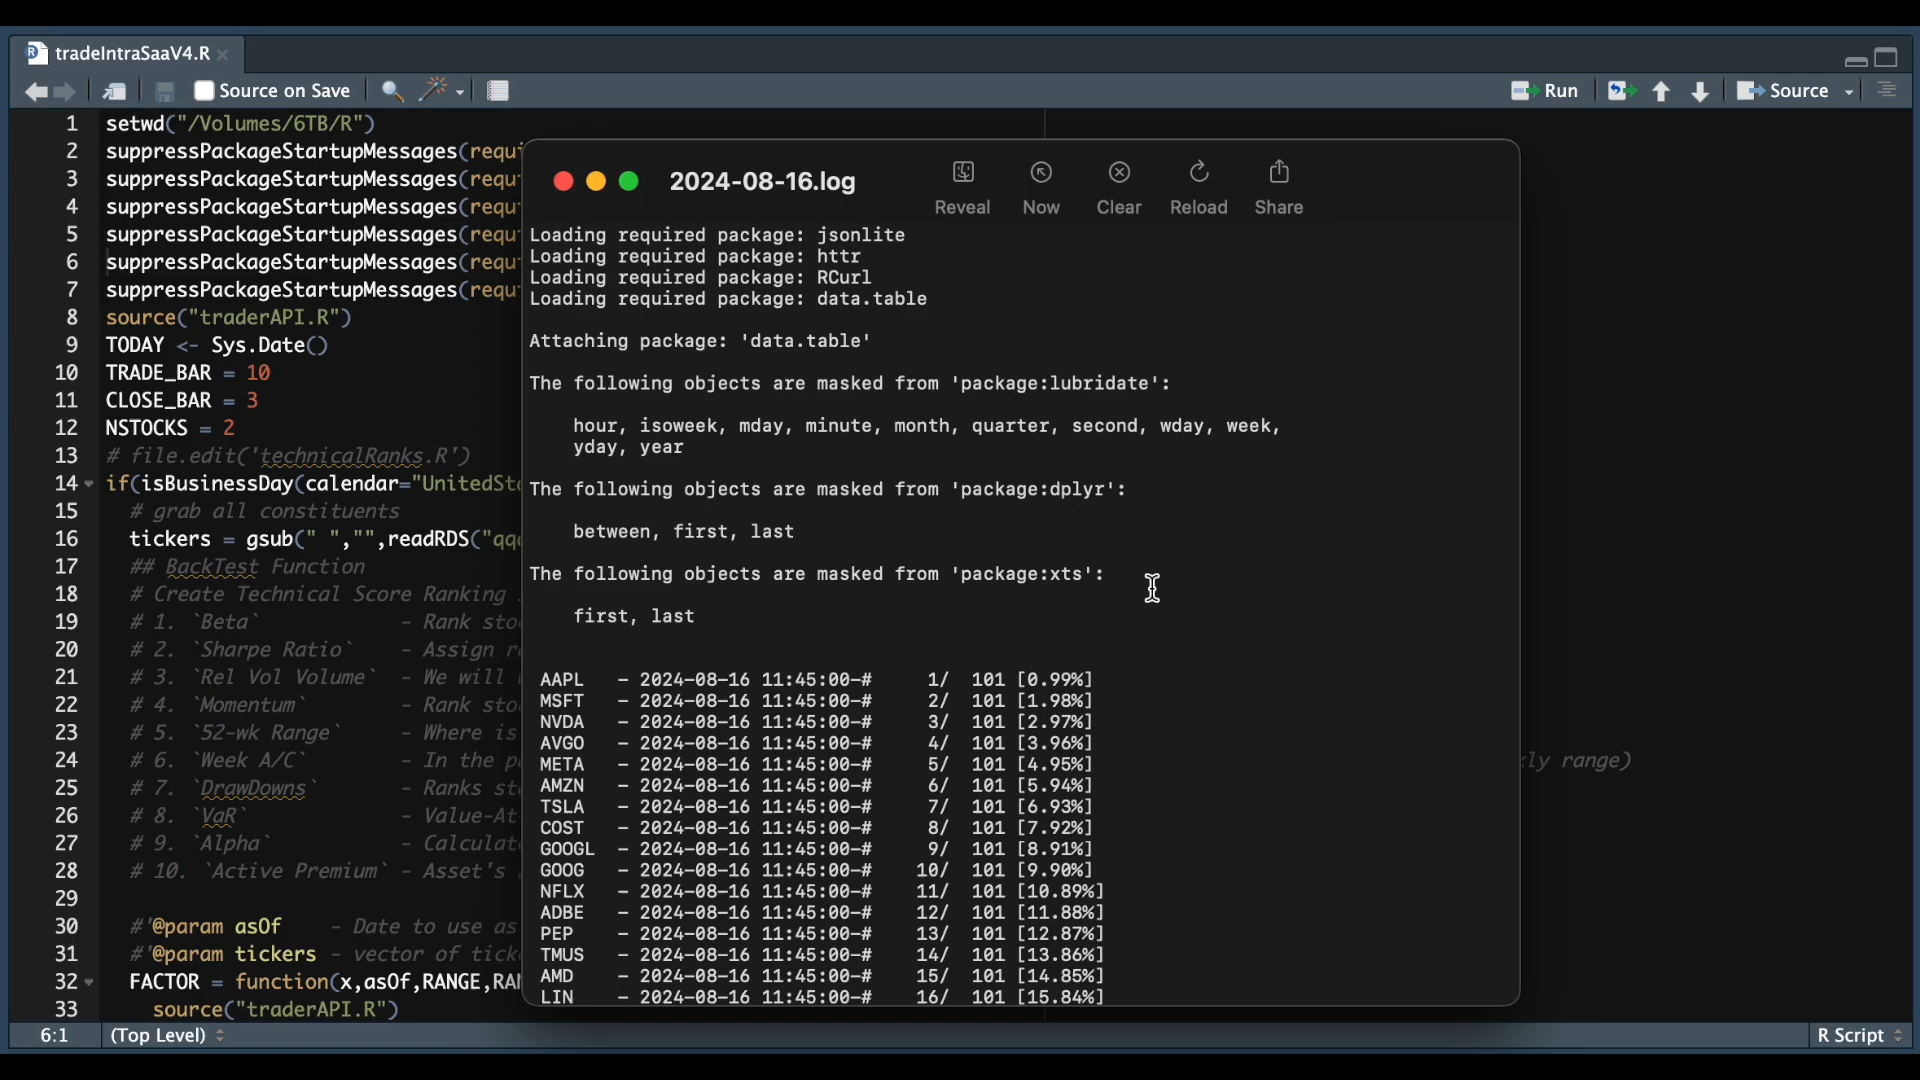 tradeIntraSaaV4.R
Source on Save
Run
Source
1 setwd("/Volumes/6TB/R")
2 suppressPackageStartupMessages(requi
3 suppressPackageStartupMessages(requ
4 suppressPackageStartupMessages(requ
5 suppressPackageStartupMessages(requ
6 suppressPackageStartupMessages(requ
7 suppressPackageStartupMessages(requ
8 source("traderAPI.R")
9 TODAY <- Sys.Date()
10 TRADE_BAR = 10
11 CLOSE_BAR = 3
12 NSTOCKS = 2
13 # file.edit('technicalRanks.R')
14 if(isBusinessDay(calendar="UnitedSta
15 # grab all constituents
16 tickers = gsub(" ","",readRDS("qqq
17 ## BackTest Function
18 # Create Technical Score Ranking
19 # 1. `Beta` - Rank sto
20 # 2. `Sharpe Ratio` - Assign r
21 # 3. `Rel Vol Volume` - We will
22 # 4. `Momentum` - Rank sto
23 # 5. `52-wk Range` - Where is
24 # 6. `Week A/C` - In the p
ly range)
25 # 7. `DrawDowns` - Ranks st
26 # 8. `VaR` - Value-At
27 # 9. `Alpha` - Calculat
28 # 10. `Active Premium` - Asset's
29
30 #'@param asOf - Date to use as
31 #'@param tickers - vector of tick
32 FACTOR = function(x,asOf,RANGE,RAN
33 source("traderAPI.R")
6:1 (Top Level)
R Script
2024-08-16.log
Reveal Now Clear Reload Share
Loading required package: jsonlite
Loading required package: httr
Loading required package: RCurl
Loading required package: data.table
Attaching package: 'data.table'
The following objects are masked from 'package:lubridate':
hour, isoweek, mday, minute, month, quarter, second, wday, week,
yday, year
The following objects are masked from 'package:dplyr':
between, first, last
The following objects are masked from 'package:xts':
first, last
AAPL - 2024-08-16 11:45:00-# 1/ 101 [0.99%]
MSFT - 2024-08-16 11:45:00-# 2/ 101 [1.98%]
NVDA - 2024-08-16 11:45:00-# 3/ 101 [2.97%]
AVGO - 2024-08-16 11:45:00-# 4/ 101 [3.96%]
META - 2024-08-16 11:45:00-# 5/ 101 [4.95%]
AMZN - 2024-08-16 11:45:00-# 6/ 101 [5.94%]
TSLA - 2024-08-16 11:45:00-# 7/ 101 [6.93%]
COST - 2024-08-16 11:45:00-# 8/ 101 [7.92%]
GOOGL - 2024-08-16 11:45:00-# 9/ 101 [8.91%]
GOOG - 2024-08-16 11:45:00-# 10/ 101 [9.90%]
NFLX - 2024-08-16 11:45:00-# 11/ 101 [10.89%]
ADBE - 2024-08-16 11:45:00-# 12/ 101 [11.88%]
PEP - 2024-08-16 11:45:00-# 13/ 101 [12.87%]
TMUS - 2024-08-16 11:45:00-# 14/ 101 [13.86%]
AMD - 2024-08-16 11:45:00-# 15/ 101 [14.85%]
LIN - 2024-08-16 11:45:00-# 16/ 101 [15.84%]